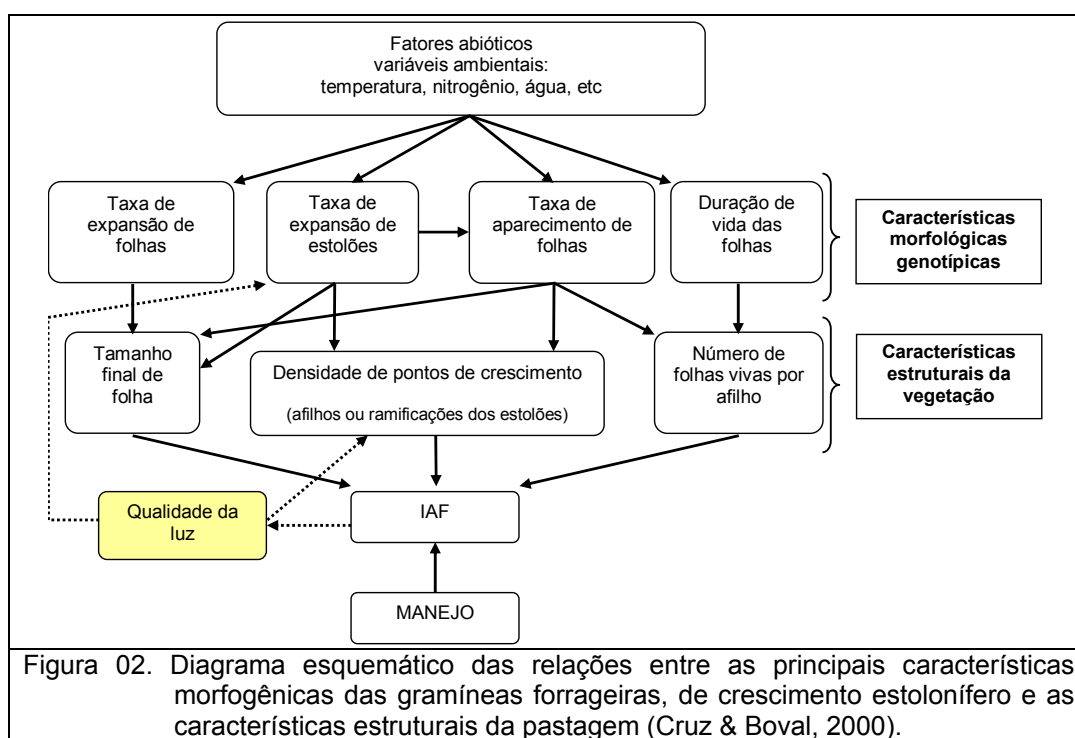 Fatores abióticos
variáveis ambientais:
temperatura, nitrogênio, água, etc
Taxa de
expansão de
folhas
Taxa de
expansão de
estolões
Taxa de
aparecimento de
folhas
Duração de
vida das
folhas
Características
morfológicas
genotípicas
Tamanho
final de
folha
Densidade de pontos de crescimento
(afilhos ou ramificações dos estolões)
Número de
folhas vivas por
afilho
Características
estruturais da
vegetação
Qualidade da
luz
IAF
MANEJO
Figura 02. Diagrama esquemático das relações entre as principais características
morfogênicas das gramíneas forrageiras, de crescimento estolonífero e as
características estruturais da pastagem (Cruz & Boval, 2000).